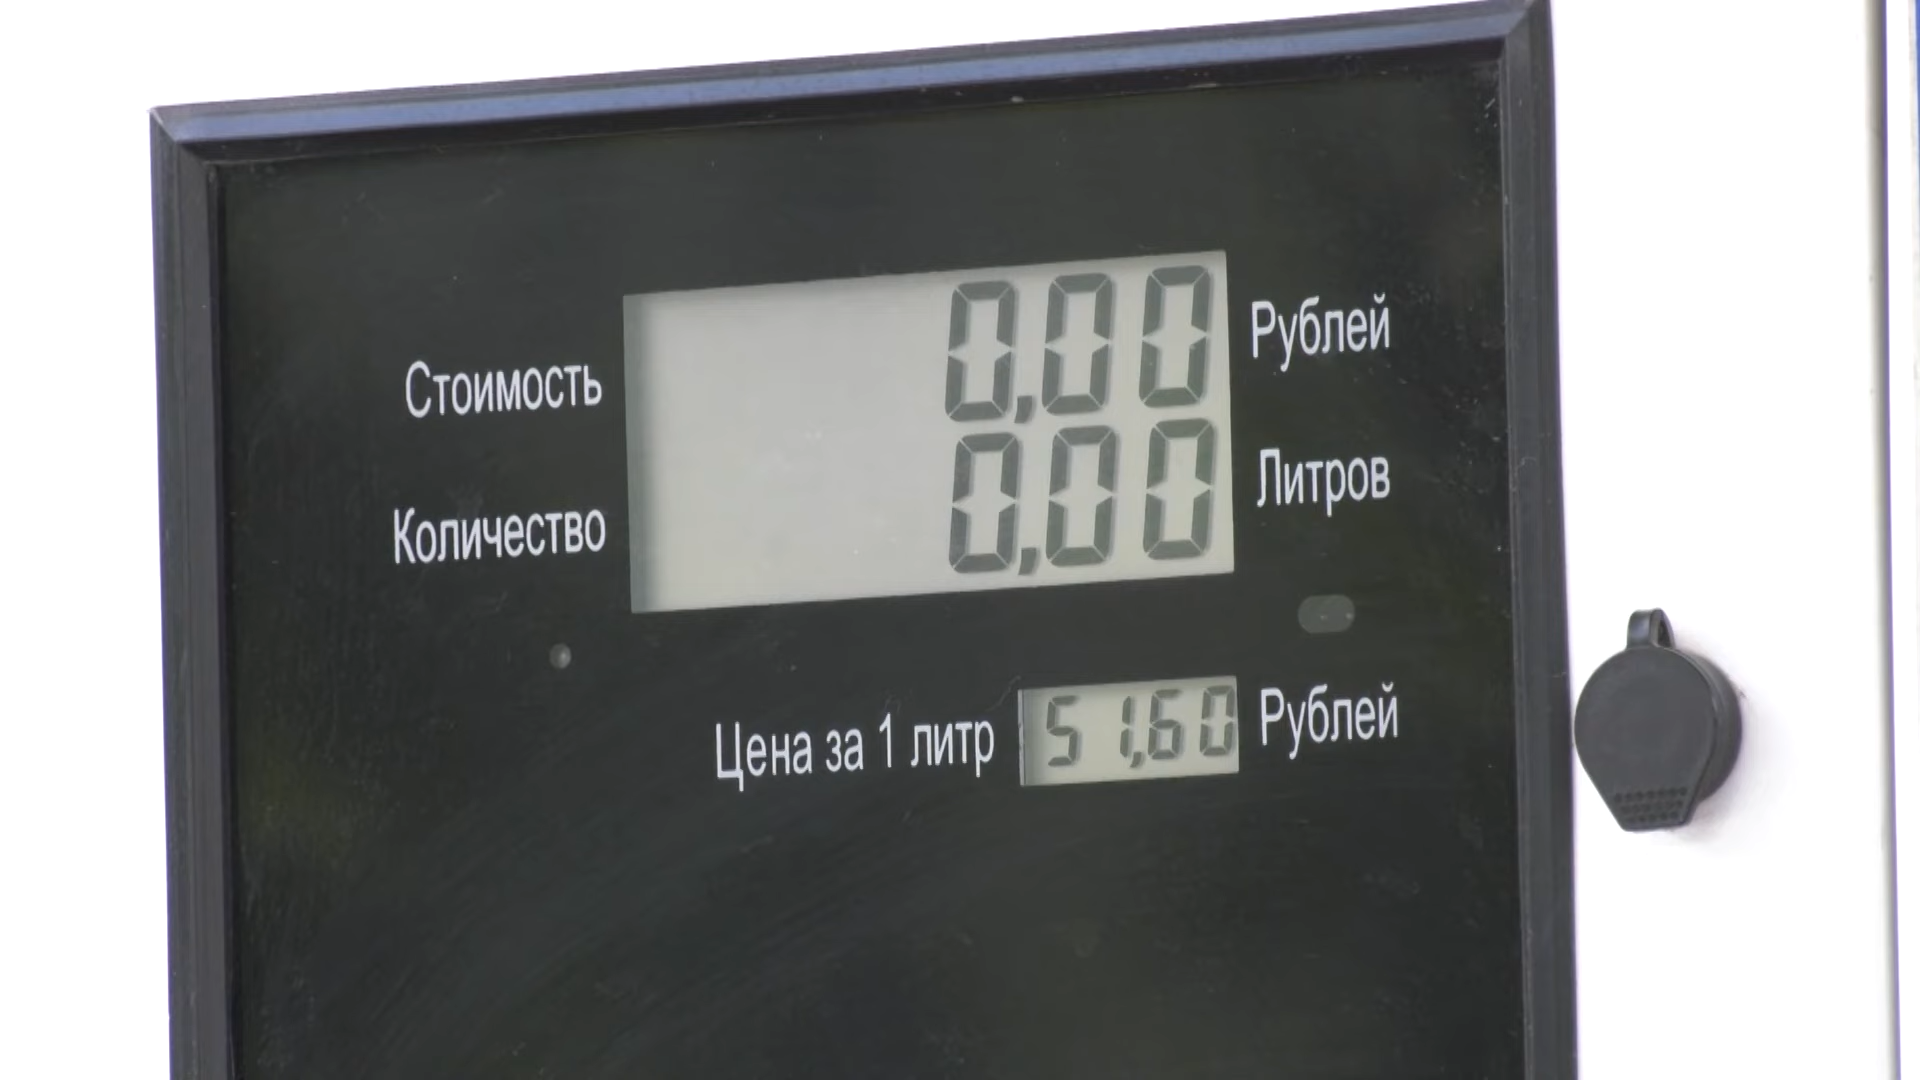 Стоимость 0,00 Рублей
Количество 0,00 Литров
Цена за 1 литр 51,60 Рублей